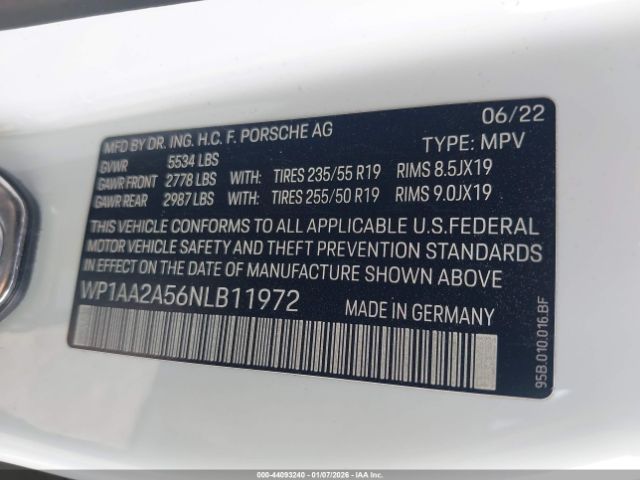 06/22
MFD BY DR. ING. H.C. F. PORSCHE AG TYPE: MPV
GVWR 5534 LBS
GAWR FRONT 2778 LBS WITH: TIRES 235/55 R19 RIMS 8.5JX19
GAWR REAR 2987 LBS WITH: TIRES 255/50 R19 RIMS 9.0JX19
THIS VEHICLE CONFORMS TO ALL APPLICABLE U.S.FEDERAL
MOTOR VEHICLE SAFETY AND THEFT PREVENTION STANDARDS
IN EFFECT ON THE DATE OF MANUFACTURE SHOWN ABOVE
WP1AA2A56NLB11972 MADE IN GERMANY
95B.010.016.BF
000-44093240 - 01/07/2026 - IAAI.COM